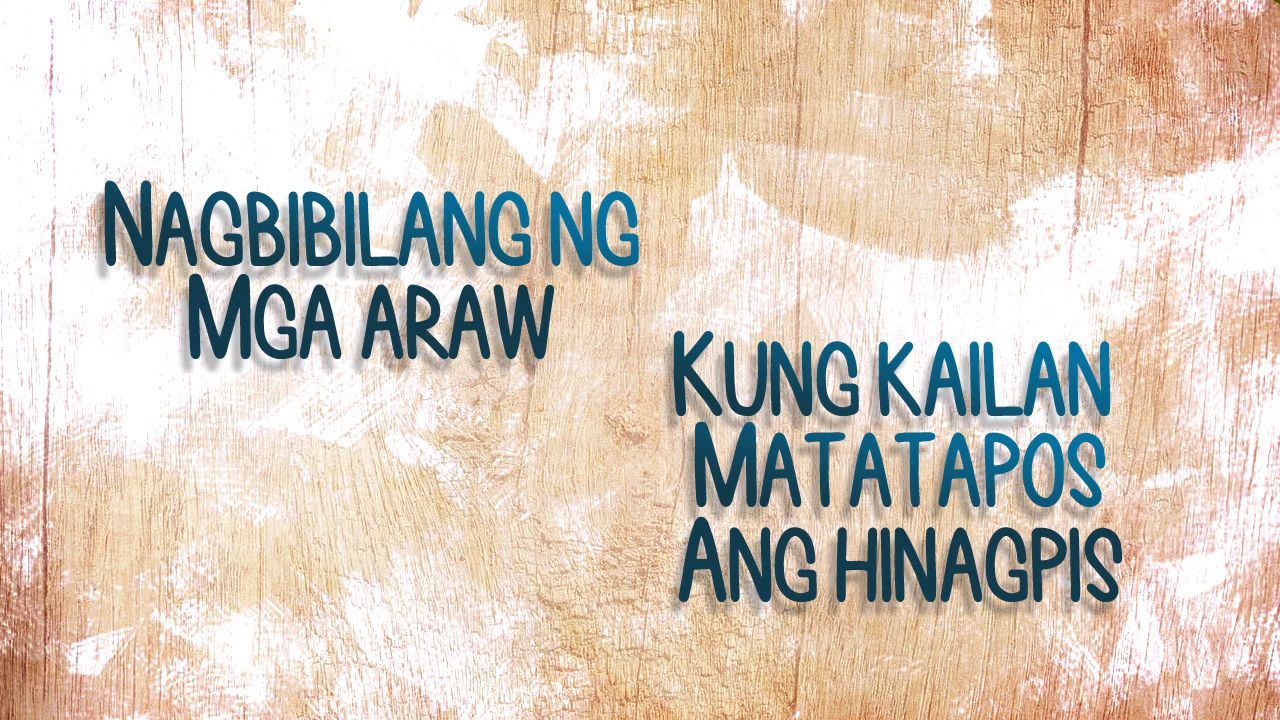 Nagbibilang ng
Mga araw
Kung kailan
Matatapos
Ang hinagpis